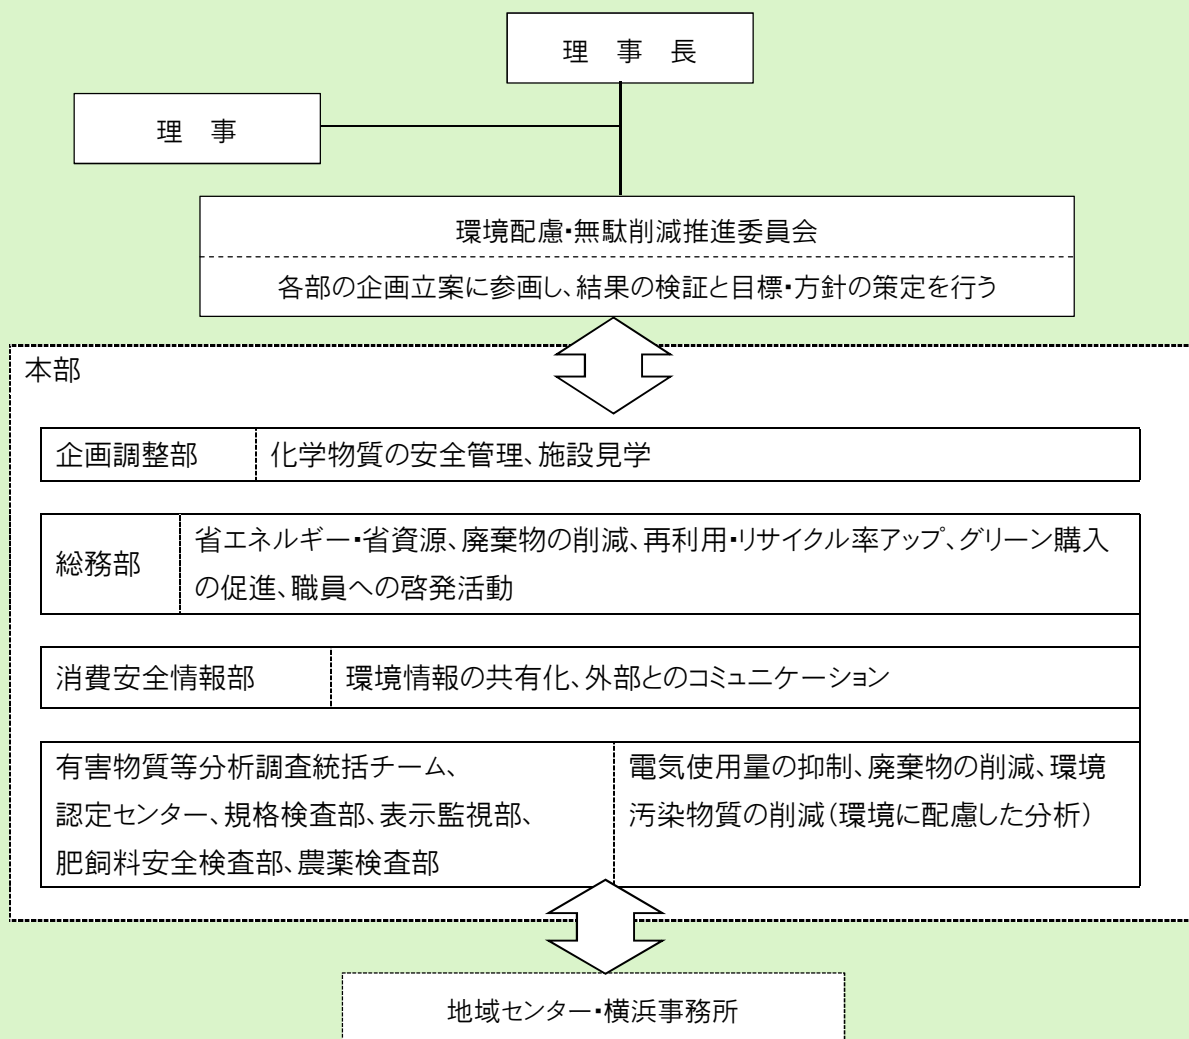 理 事 長
理 事
環境配慮・無駄削減推進委員会
各部の企画立案に参画し、結果の検証と目標・方針の策定を行う
本部
企画調整部 化学物質の安全管理、施設見学
総務部
省エネルギー・省資源、廃棄物の削減、再利用・リサイクル率アップ、グリーン購入
の促進、職員への啓発活動
消費安全情報部 環境情報の共有化、外部とのコミュニケーション
有害物質等分析調査統括チーム、
認定センター、規格検査部、表示監視部、
肥飼料安全検査部、農薬検査部
電気使用量の抑制、廃棄物の削減、環境
汚染物質の削減（環境に配慮した分析）
地域センター・横浜事務所